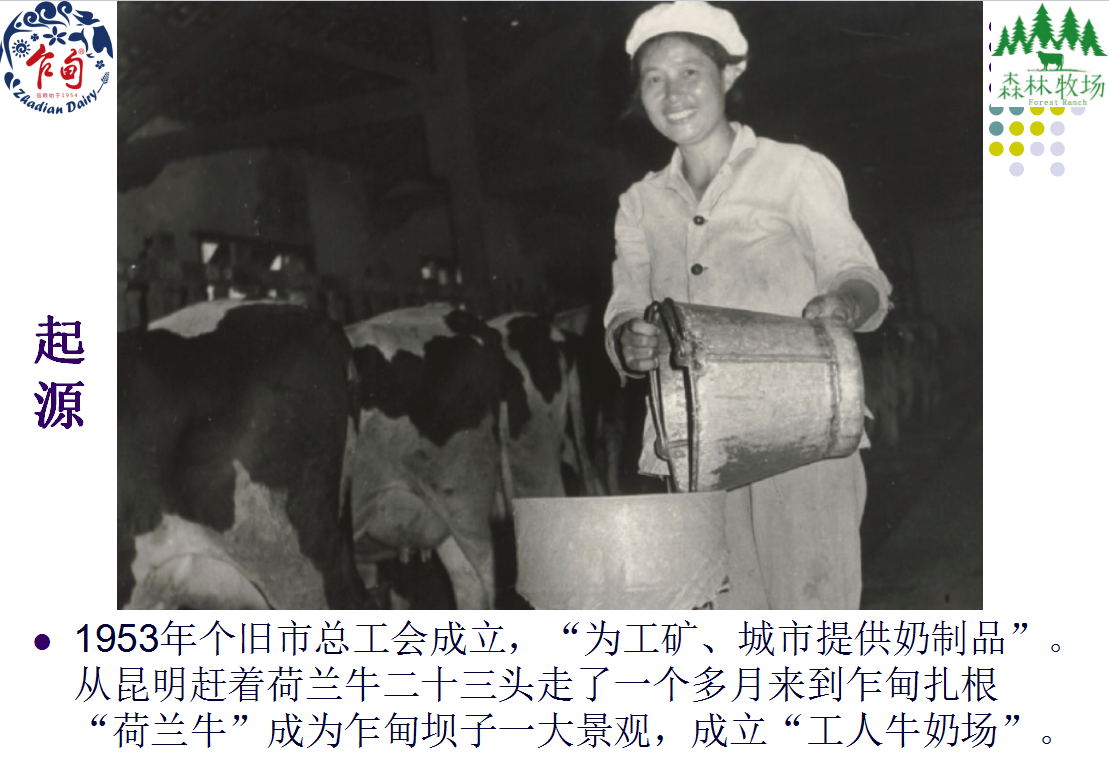 乍甸®
信赖始于1954
Zhadian Dairy
森林牧场
Forest Ranch
起源
1953年个旧市总工会成立，“为工矿、城市提供奶制品”。
从昆明赶着荷兰牛二十三头走了一个多月来到乍甸扎根
“荷兰牛”成为乍甸坝子一大景观，成立“工人牛奶场”。